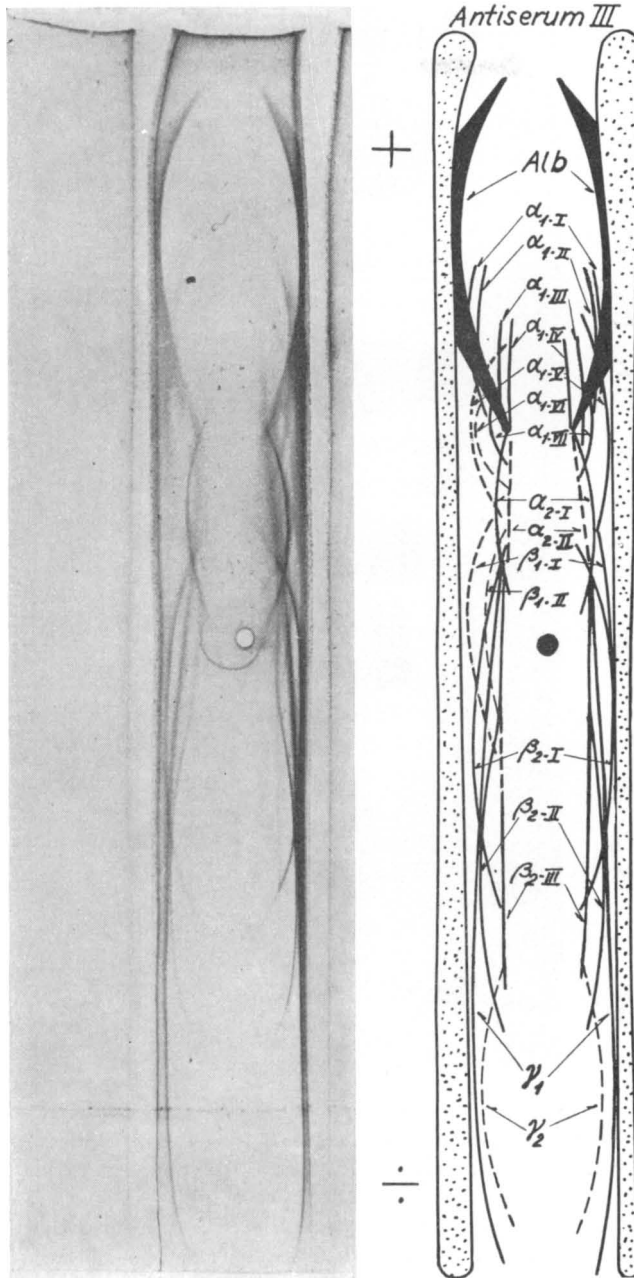 Antiserum III
+
Alb
α1-I
α1-II
α1-III
α1-IV
α1-V
α1-VI
α1-VII
α2-I
α2-II
β1-I
β1-II
β2-I
β2-II
β2-III
γ1
γ2
÷